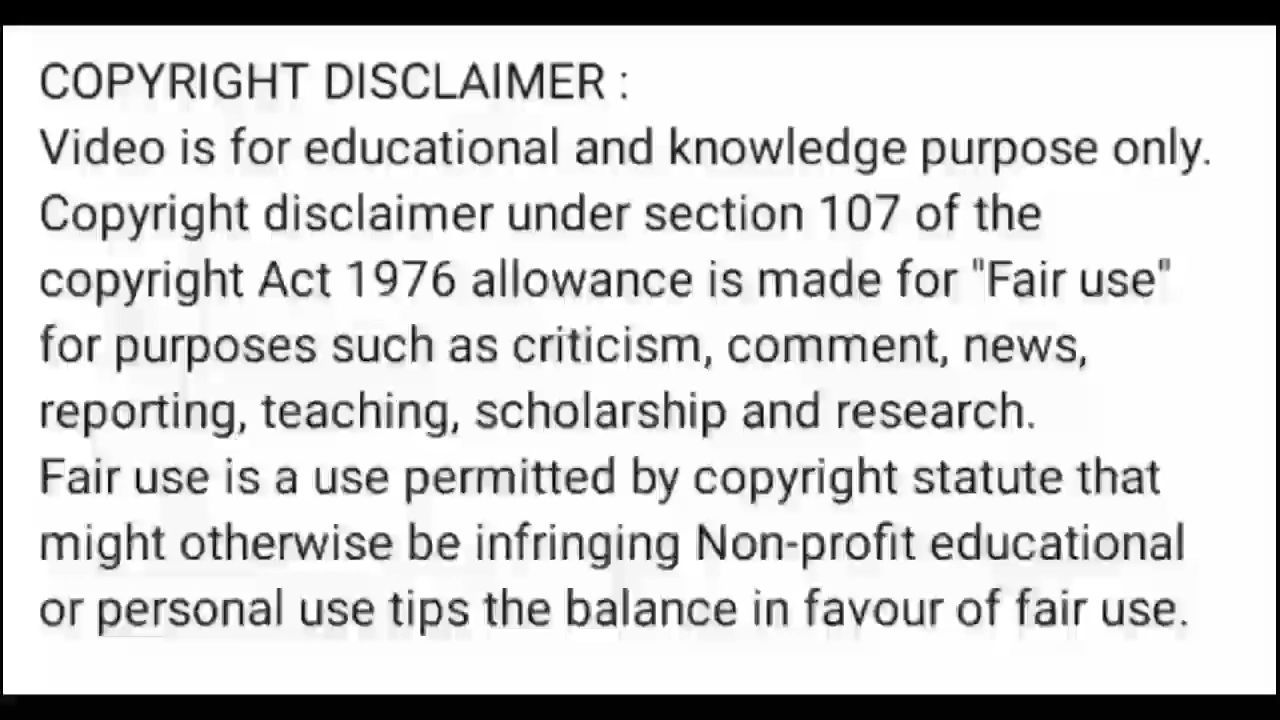 COPYRIGHT DISCLAIMER :
Video is for educational and knowledge purpose only.
Copyright disclaimer under section 107 of the
copyright Act 1976 allowance is made for "Fair use"
for purposes such as criticism, comment, news,
reporting, teaching, scholarship and research.
Fair use is a use permitted by copyright statute that
might otherwise be infringing Non-profit educational
or personal use tips the balance in favour of fair use.